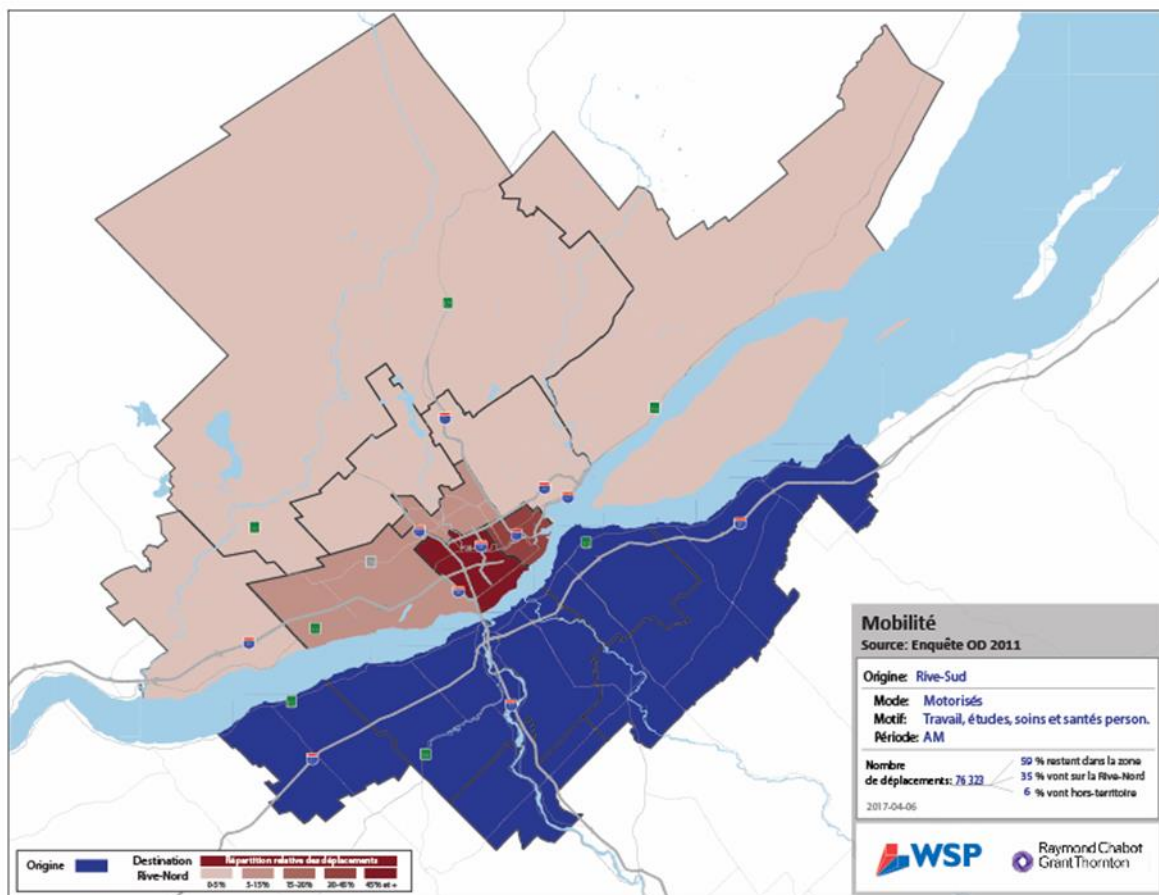 Mobilité
Source: Enquête OD 2011
Origine: Rive-Sud
Mode: Motorisés
Motif: Travail, études, soins et santés person.
Période: AM
Nombre
de déplacements: 76 323
59 % restent dans la zone
35 % vont sur la Rive-Nord
6 % vont hors-territoire
2017-04-06
WSP
Raymond Chabot
Grant Thornton
Origine
Destination
Rive-Nord
Répartition relative des déplacements
0-5% 5-15% 15-20% 20-45% 45% et +